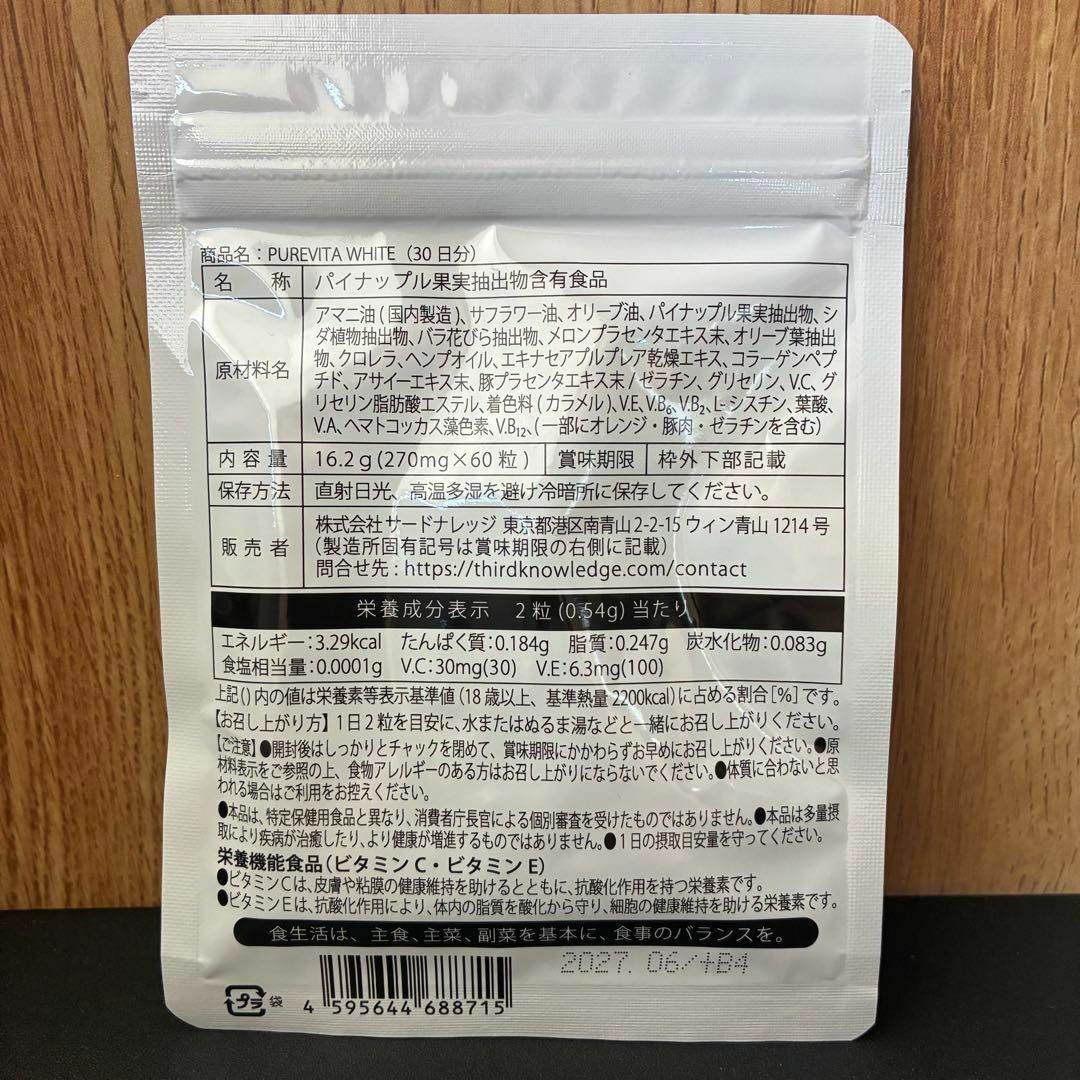 商品名：PUREVITA WHITE（30日分）
名　称　パイナップル果実抽出物含有食品
原材料名　アマニ油(国内製造)、サフラワー油、オリーブ油、パイナップル果実抽出物、シ
ダ植物抽出物、バラ花びら抽出物、メロンプラセンタエキス末、オリーブ葉抽出
物、クロレラ、ヘンプオイル、エキナセアプルプレア乾燥エキス、コラーゲンペプ
チド、アサイーエキス末、豚プラセンタエキス末/ゼラチン、グリセリン、V.C、グ
リセリン脂肪酸エステル、着色料(カラメル)、V.E、V.B₆、V.B₂、L-シスチン、葉酸、
V.A、ヘマトコッカス藻色素、V.B₁₂、(一部にオレンジ・豚肉・ゼラチンを含む)
内容量　16.2g(270mg×60粒)　賞味期限　枠外下部記載
保存方法　直射日光、高温多湿を避け冷暗所に保存してください。
販売者　株式会社サードナレッジ 東京都港区南青山2-2-15ウィン青山1214号
（製造所固有記号は賞味期限の右側に記載）
問合せ先：https://thirdknowledge.com/contact
栄養成分表示　2粒(0.54g)当たり
エネルギー：3.29kcal　たんぱく質：0.184g　脂質：0.247g　炭水化物：0.083g
食塩相当量：0.0001g　V.C：30mg(30)　V.E：6.3mg(100)
上記()内の値は栄養素等表示基準値(18歳以上、基準熱量2200kcal)に占める割合[%]です。
【お召し上がり方】1日2粒を目安に、水またはぬるま湯などと一緒にお召し上がりください。
【ご注意】●開封後はしっかりとチャックを閉めて、賞味期限にかかわらずお早めにお召し上がりください。●原
材料表示をご参照の上、食物アレルギーのある方はお召し上がりにならないでください。●体質に合わないと思
われる場合はご利用をお控えください。
●本品は、特定保健用食品と異なり、消費者庁長官による個別審査を受けたものではありません。●本品は多量摂
取により疾病が治癒したり、より健康が増進するものではありません。●1日の摂取目安量を守ってください。
栄養機能食品(ビタミンC・ビタミンE)
●ビタミンCは、皮膚や粘膜の健康維持を助けるとともに、抗酸化作用を持つ栄養素です。
●ビタミンEは、抗酸化作用により、体内の脂質を酸化から守り、細胞の健康維持を助ける栄養素です。
食生活は、主食、主菜、副菜を基本に、食事のバランスを。
2027. 06/+B4
プラ 袋
4 595644 688715